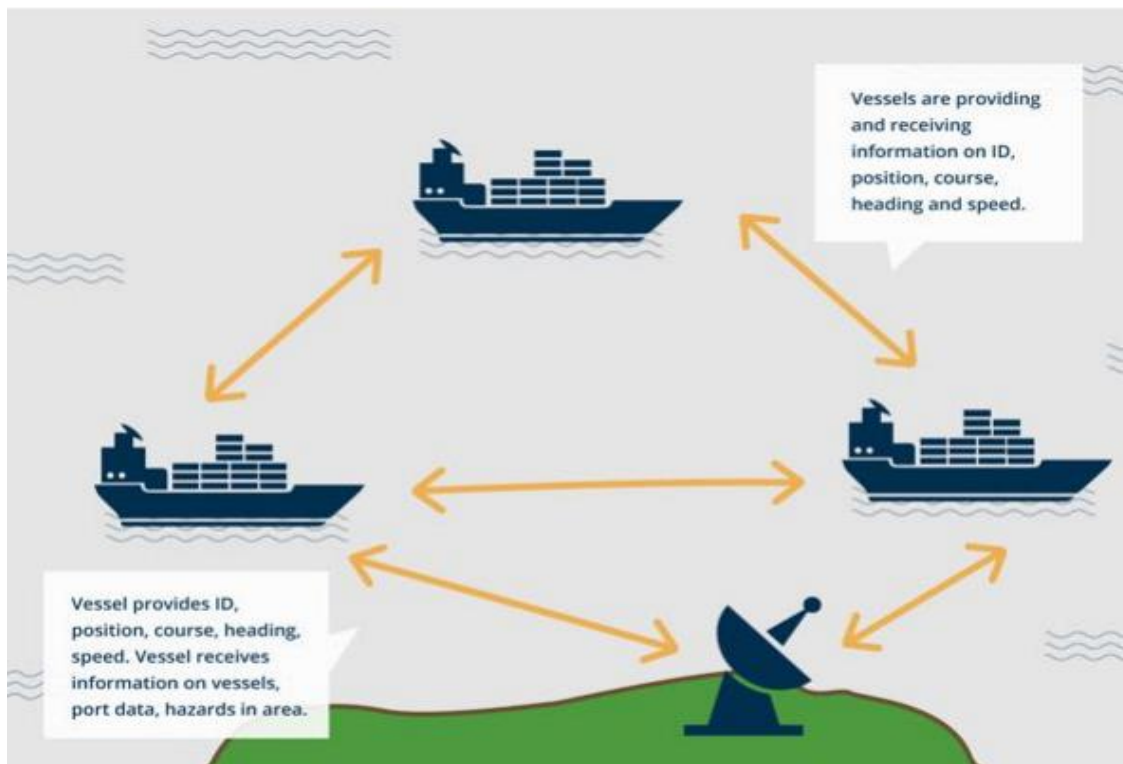 Vessels are providing
and receiving
information on ID,
position, course,
heading and speed.
Vessel provides ID,
position, course, heading,
speed. Vessel receives
information on vessels,
port data, hazards in area.